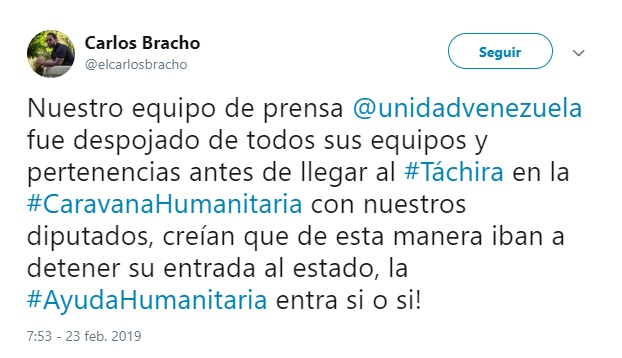 Carlos Bracho
@elcarlosbracho
Seguir
Nuestro equipo de prensa @unidadvenezuela
fue despojado de todos sus equipos y
pertenencias antes de llegar al #Táchira en la
#CaravanaHumanitaria con nuestros
diputados, creían que de esta manera iban a
detener su entrada al estado, la
#AyudaHumanitaria entra si o si!
7:53 - 23 feb. 2019